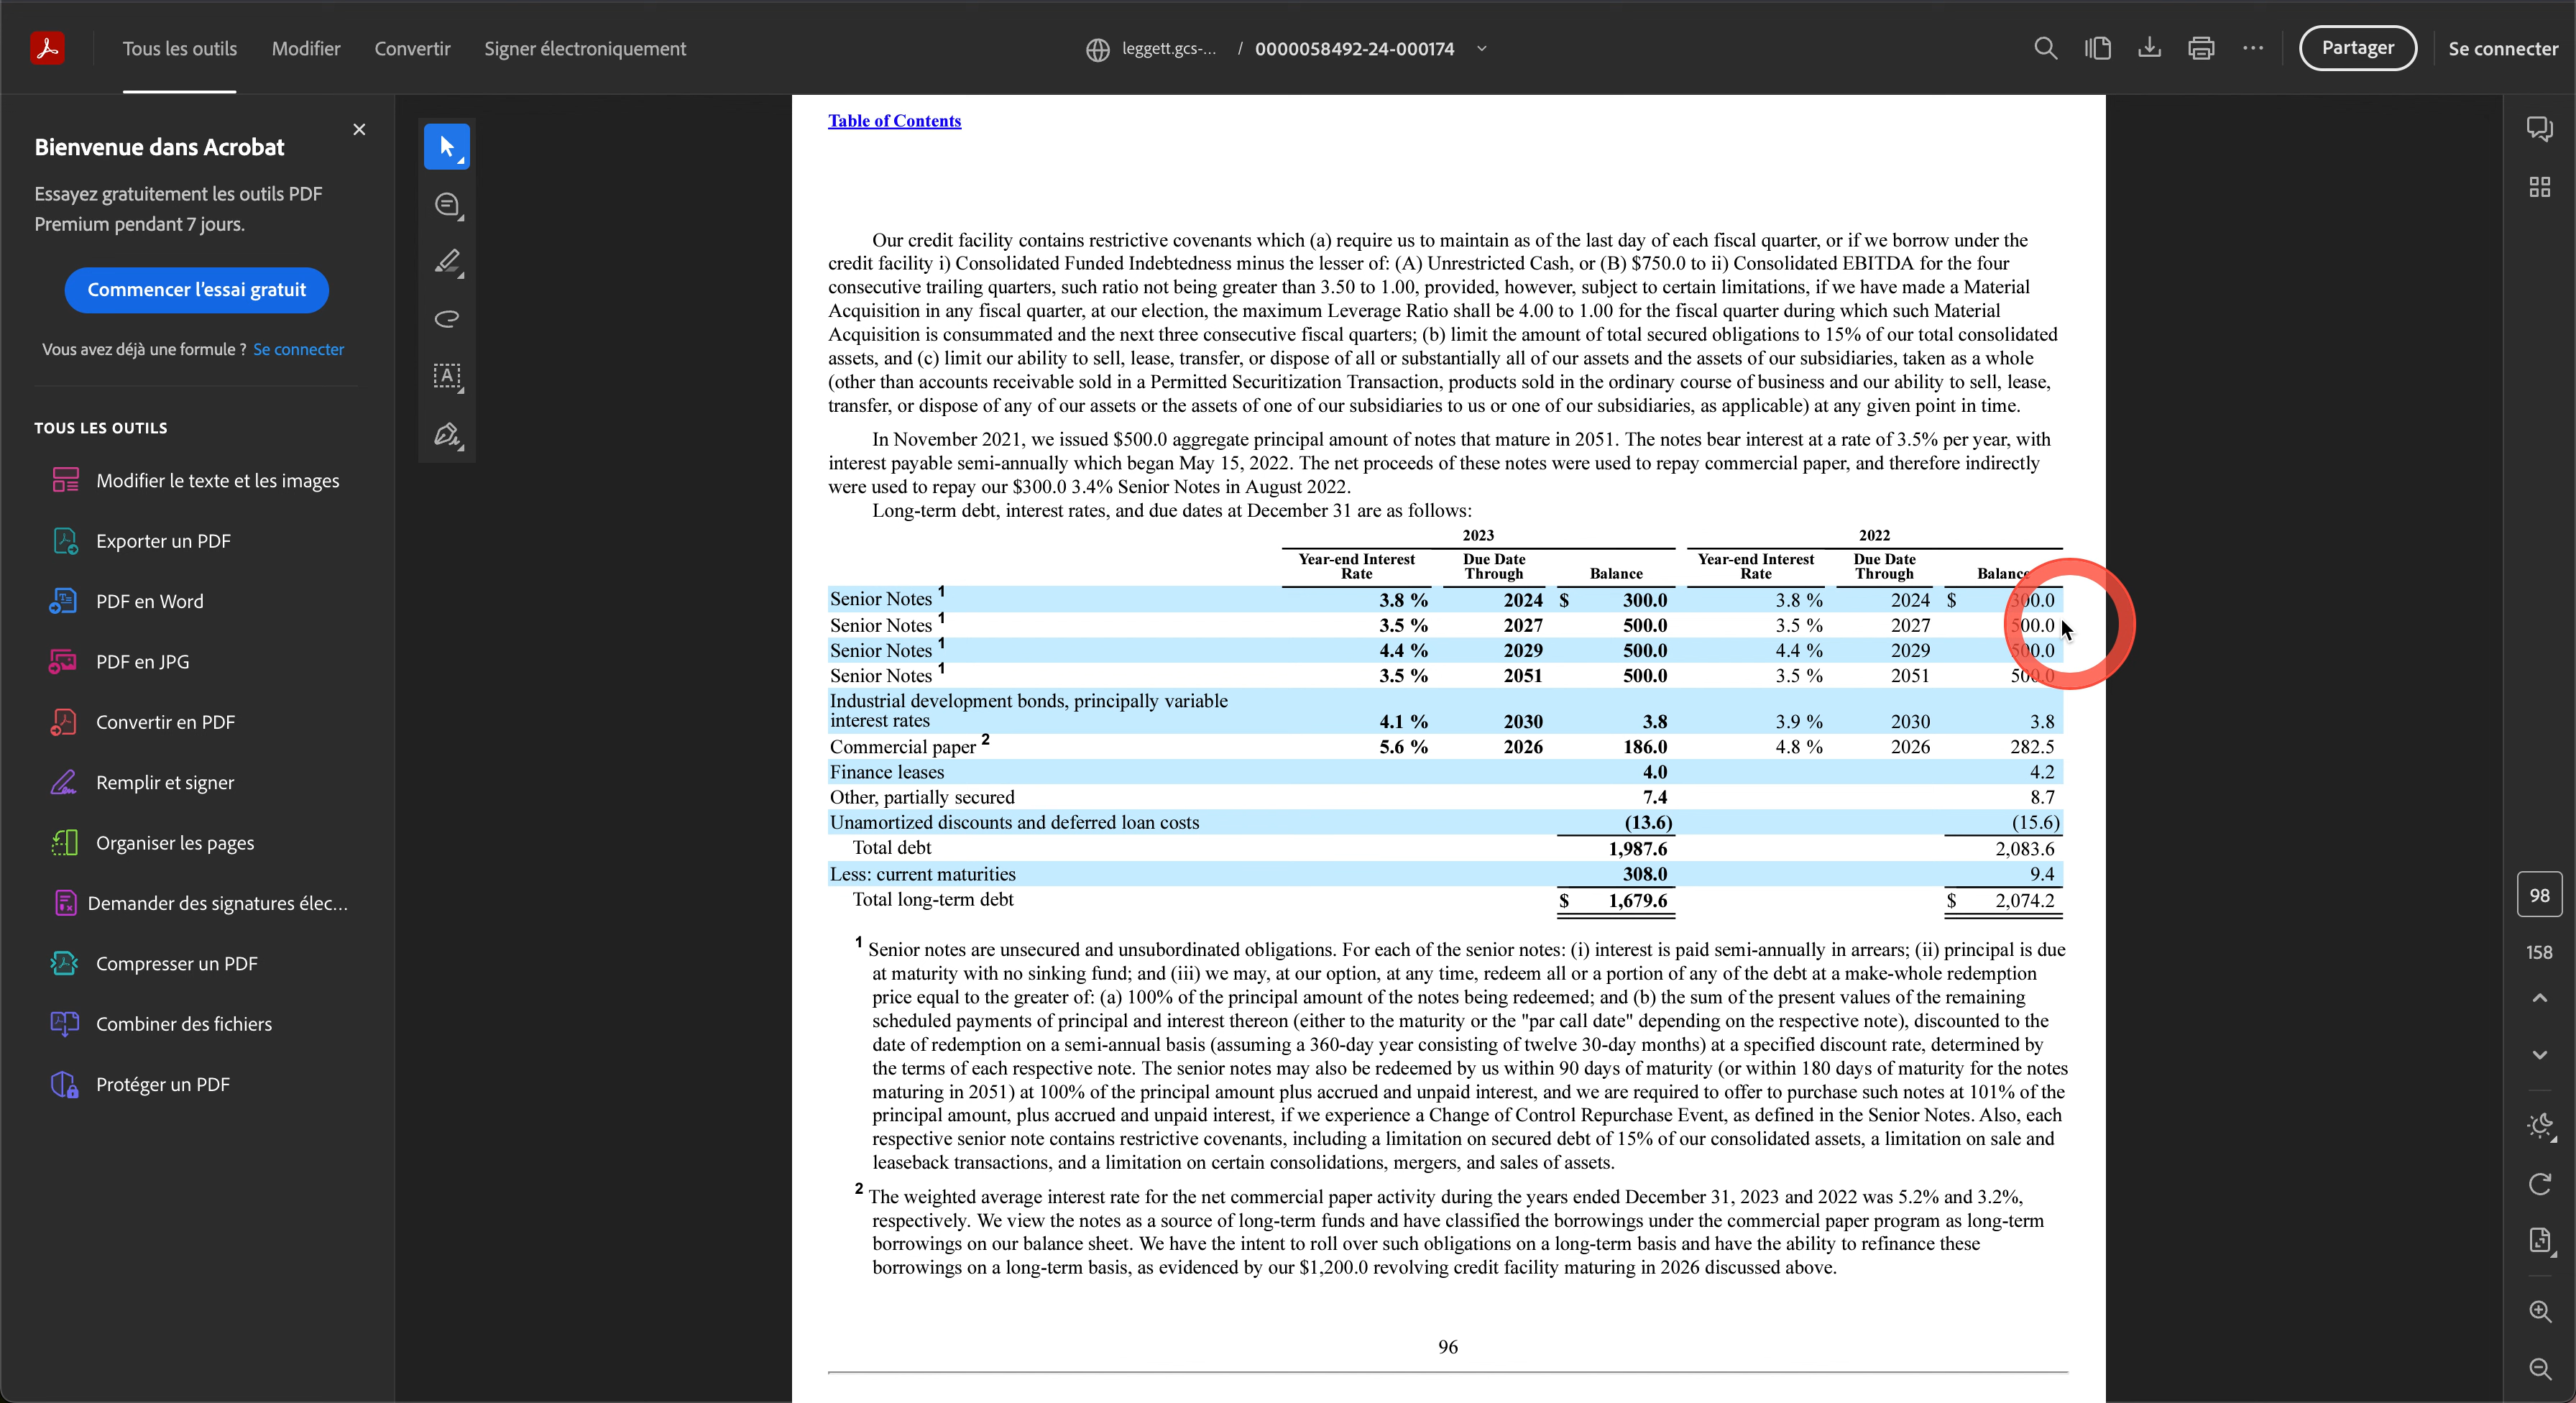 Tous les outils Modifier Convertir Signer électroniquement leggett.gcs-... / 0000058492-24-000174 Partager Se connecter
Bienvenue dans Acrobat
Essayez gratuitement les outils PDF
Premium pendant 7 jours.
Commencer l'essai gratuit
Vous avez déjà une formule ? Se connecter
TOUS LES OUTILS
Modifier le texte et les images
Exporter un PDF
PDF en Word
PDF en JPG
Convertir en PDF
Remplir et signer
Organiser les pages
Demander des signatures élec...
Compresser un PDF
Combiner des fichiers
Protéger un PDF
Table of Contents
Our credit facility contains restrictive covenants which (a) require us to maintain as of the last day of each fiscal quarter, or if we borrow under the
credit facility i) Consolidated Funded Indebtedness minus the lesser of: (A) Unrestricted Cash, or (B) $750.0 to ii) Consolidated EBITDA for the four
consecutive trailing quarters, such ratio not being greater than 3.50 to 1.00, provided, however, subject to certain limitations, if we have made a Material
Acquisition in any fiscal quarter, at our election, the maximum Leverage Ratio shall be 4.00 to 1.00 for the fiscal quarter during which such Material
Acquisition is consummated and the next three consecutive fiscal quarters; (b) limit the amount of total secured obligations to 15% of our total consolidated
assets, and (c) limit our ability to sell, lease, transfer, or dispose of all or substantially all of our assets and the assets of our subsidiaries, taken as a whole
(other than accounts receivable sold in a Permitted Securitization Transaction, products sold in the ordinary course of business and our ability to sell, lease,
transfer, or dispose of any of our assets or the assets of one of our subsidiaries to us or one of our subsidiaries, as applicable) at any given point in time.
In November 2021, we issued $500.0 aggregate principal amount of notes that mature in 2051. The notes bear interest at a rate of 3.5% per year, with
interest payable semi-annually which began May 15, 2022. The net proceeds of these notes were used to repay commercial paper, and therefore indirectly
were used to repay our $300.0 3.4% Senior Notes in August 2022.
Long-term debt, interest rates, and due dates at December 31 are as follows:
2023 2022
Year-end Interest Due Date Year-end Interest Due Date
Rate Through Balance Rate Through Balance
Senior Notes 1 3.8 % 2024 $ 300.0 3.8 % 2024 $ 300.0
Senior Notes 1 3.5 % 2027 500.0 3.5 % 2027 500.0
Senior Notes 1 4.4 % 2029 500.0 4.4 % 2029 500.0
Senior Notes 1 3.5 % 2051 500.0 3.5 % 2051 500.0
Industrial development bonds, principally variable
interest rates 4.1 % 2030 3.8 3.9 % 2030 3.8
Commercial paper 2 5.6 % 2026 186.0 4.8 % 2026 282.5
Finance leases 4.0 4.2
Other, partially secured 7.4 8.7
Unamortized discounts and deferred loan costs (13.6) (15.6)
Total debt 1,987.6 2,083.6
Less: current maturities 308.0 9.4
Total long-term debt $ 1,679.6 $ 2,074.2
1 Senior notes are unsecured and unsubordinated obligations. For each of the senior notes: (i) interest is paid semi-annually in arrears; (ii) principal is due
at maturity with no sinking fund; and (iii) we may, at our option, at any time, redeem all or a portion of any of the debt at a make-whole redemption
price equal to the greater of: (a) 100% of the principal amount of the notes being redeemed; and (b) the sum of the present values of the remaining
scheduled payments of principal and interest thereon (either to the maturity or the "par call date" depending on the respective note), discounted to the
date of redemption on a semi-annual basis (assuming a 360-day year consisting of twelve 30-day months) at a specified discount rate, determined by
the terms of each respective note. The senior notes may also be redeemed by us within 90 days of maturity (or within 180 days of maturity for the notes
maturing in 2051) at 100% of the principal amount plus accrued and unpaid interest, and we are required to offer to purchase such notes at 101% of the
principal amount, plus accrued and unpaid interest, if we experience a Change of Control Repurchase Event, as defined in the Senior Notes. Also, each
respective senior note contains restrictive covenants, including a limitation on secured debt of 15% of our consolidated assets, a limitation on sale and
leaseback transactions, and a limitation on certain consolidations, mergers, and sales of assets.
2 The weighted average interest rate for the net commercial paper activity during the years ended December 31, 2023 and 2022 was 5.2% and 3.2%,
respectively. We view the notes as a source of long-term funds and have classified the borrowings under the commercial paper program as long-term
borrowings on our balance sheet. We have the intent to roll over such obligations on a long-term basis and have the ability to refinance these
borrowings on a long-term basis, as evidenced by our $1,200.0 revolving credit facility maturing in 2026 discussed above.
96
98
158